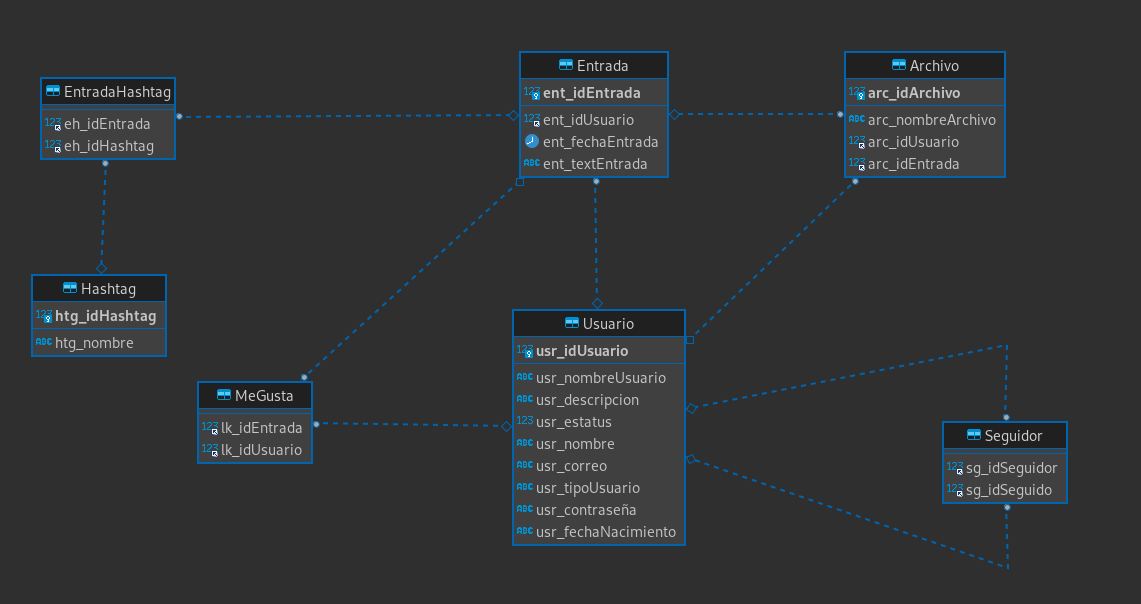 EntradaHashtag
123 eh_idEntrada
123 eh_idHashtag
Entrada
123 ent_idEntrada
123 ent_idUsuario
ent_fechaEntrada
ABC ent_textEntrada
Archivo
123 arc_idArchivo
ABC arc_nombreArchivo
123 arc_idUsuario
123 arc_idEntrada
Hashtag
123 htg_idHashtag
ABC htg_nombre
MeGusta
123 lk_idEntrada
123 lk_idUsuario
Usuario
123 usr_idUsuario
ABC usr_nombreUsuario
ABC usr_descripcion
123 usr_estatus
ABC usr_nombre
ABC usr_correo
ABC usr_tipoUsuario
ABC usr_contraseña
ABC usr_fechaNacimiento
Seguidor
123 sg_idSeguidor
123 sg_idSeguido